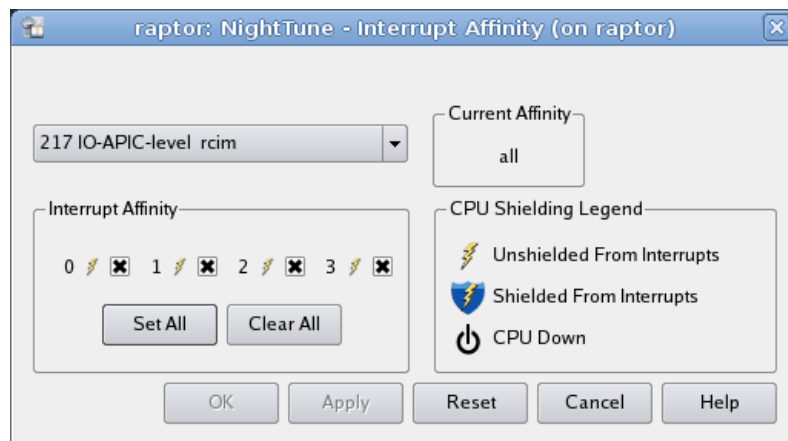 raptor: NightTune - Interrupt Affinity (on raptor)
217 IO-APIC-level rcim
Current Affinity
all
Interrupt Affinity
0 1 2 3
Set All Clear All
CPU Shielding Legend
Unshielded From Interrupts
Shielded From Interrupts
CPU Down
OK Apply Reset Cancel Help